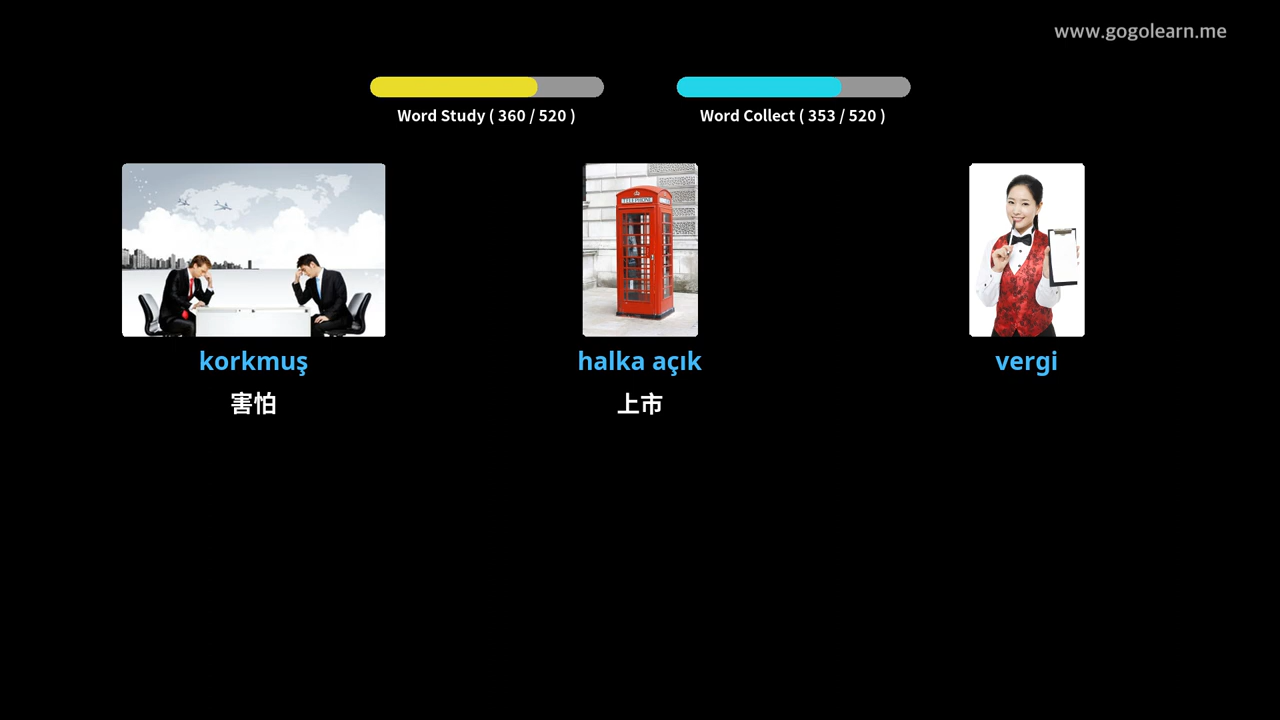 www.gogolearn.me
Word Study ( 360 / 520 )
Word Collect ( 353 / 520 )
TELEPHONE
korkmuş
halka açık
vergi
害怕
上市